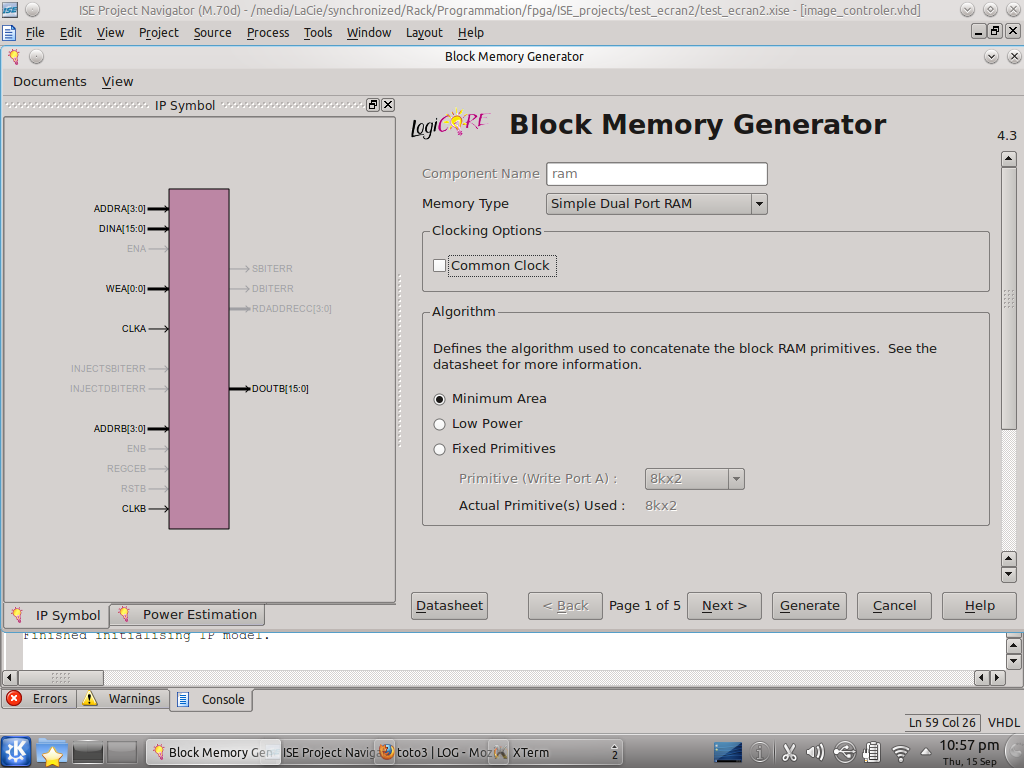 ISE Project Navigator (M.70d) - /media/LaCie/synchronized/Rack/Programmation/fpga/ISE_projects/test_ecran2/test_ecran2.xise - [image_controler.vhd]
File Edit View Project Source Process Tools Window Layout Help
Block Memory Generator
Documents View
IP Symbol
ADDRA[3:0]
DINA[15:0]
ENA
SBITERR
WEA[0:0]
DBITERR
RDADDRECC[3:0]
CLKA
INJECTSBITERR
INJECTDBITERR
DOUTB[15:0]
ADDRB[3:0]
ENB
REGCEB
RSTB
CLKB
IP Symbol Power Estimation
LogiCORE
Block Memory Generator
4.3
Component Name ram
Memory Type Simple Dual Port RAM
Clocking Options
Common Clock
Algorithm
Defines the algorithm used to concatenate the block RAM primitives. See the
datasheet for more information.
Minimum Area
Low Power
Fixed Primitives
Primitive (Write Port A) : 8kx2
Actual Primitive(s) Used : 8kx2
Datasheet < Back Page 1 of 5 Next > Generate Cancel Help
Finished initialising IP model.
Errors Warnings Console
Ln 59 Col 26 VHDL
Block Memory Gen ISE Project Naviga toto3 | LOG - Moz XTerm 2
10:57 pm
Thu, 15 Sep